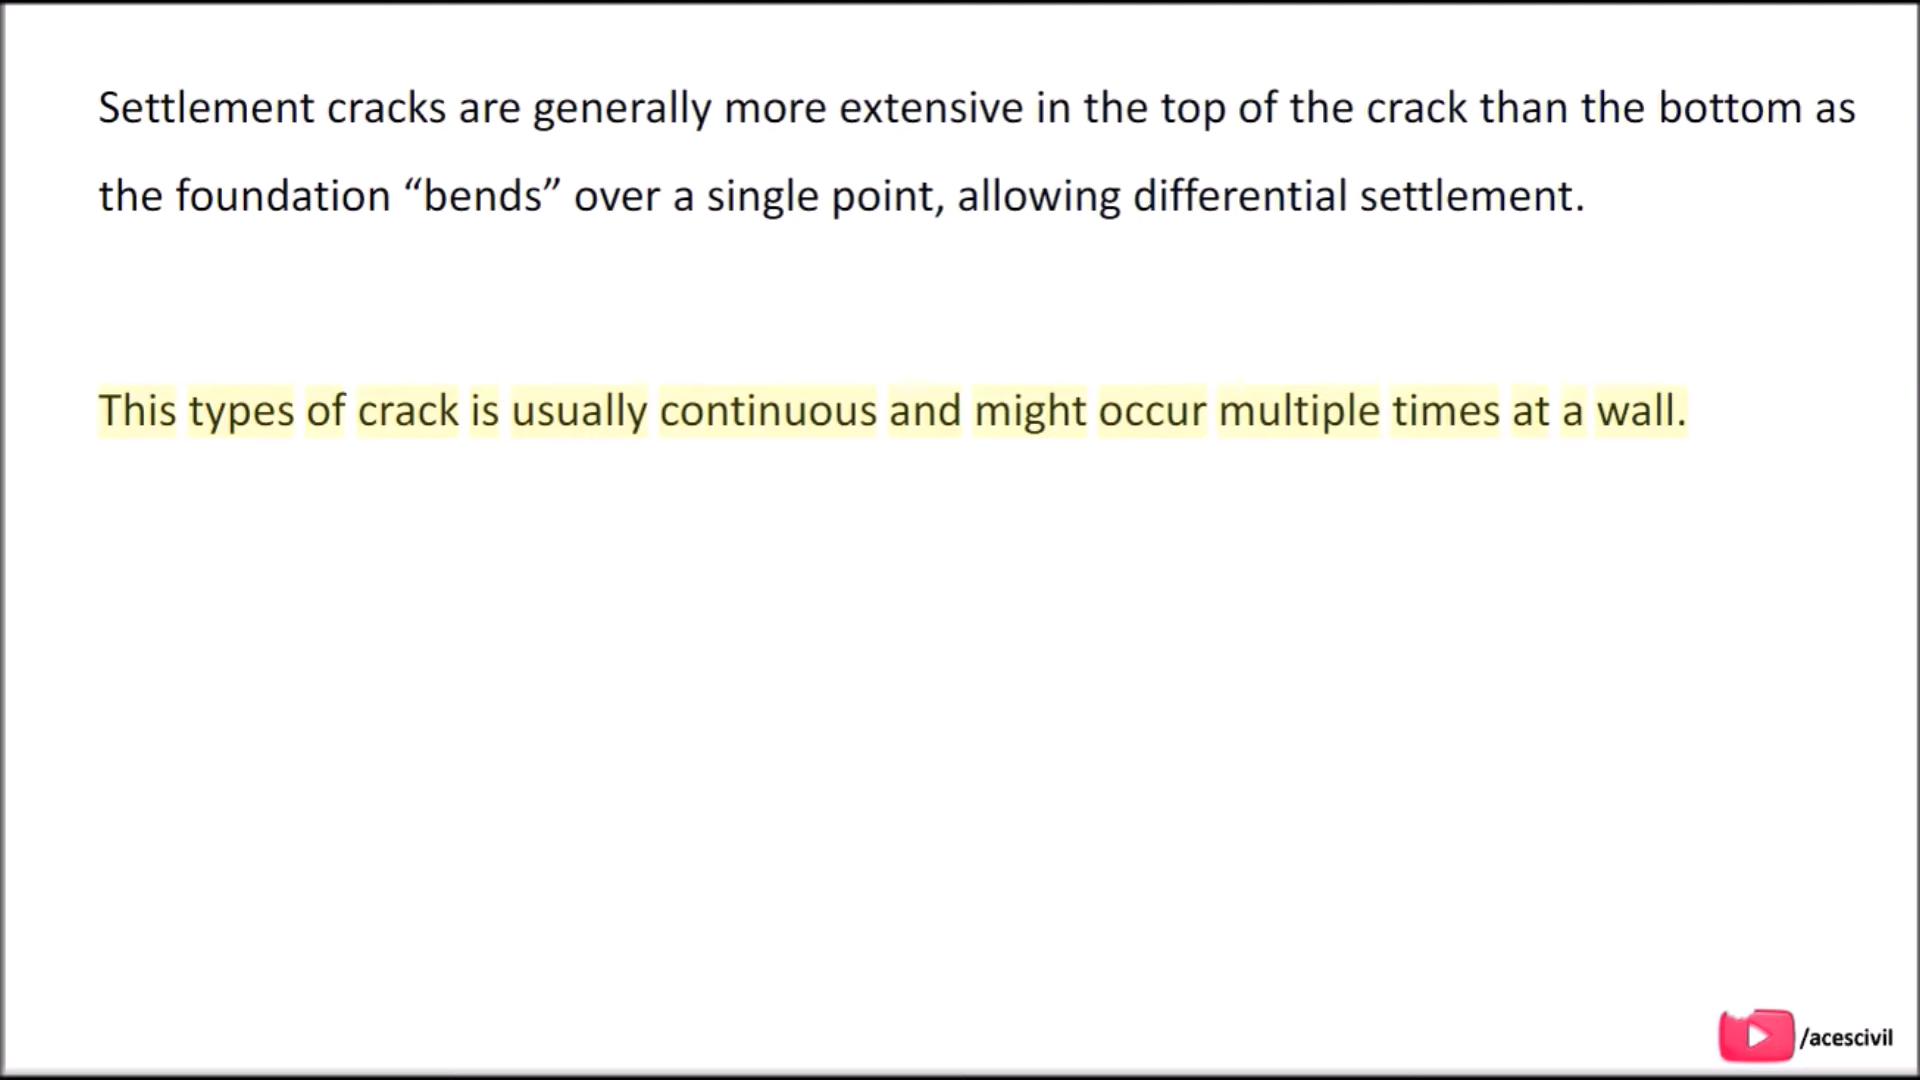 Settlement cracks are generally more extensive in the top of the crack than the bottom as
the foundation “bends” over a single point, allowing differential settlement.
This types of crack is usually continuous and might occur multiple times at a wall.
/acescivil